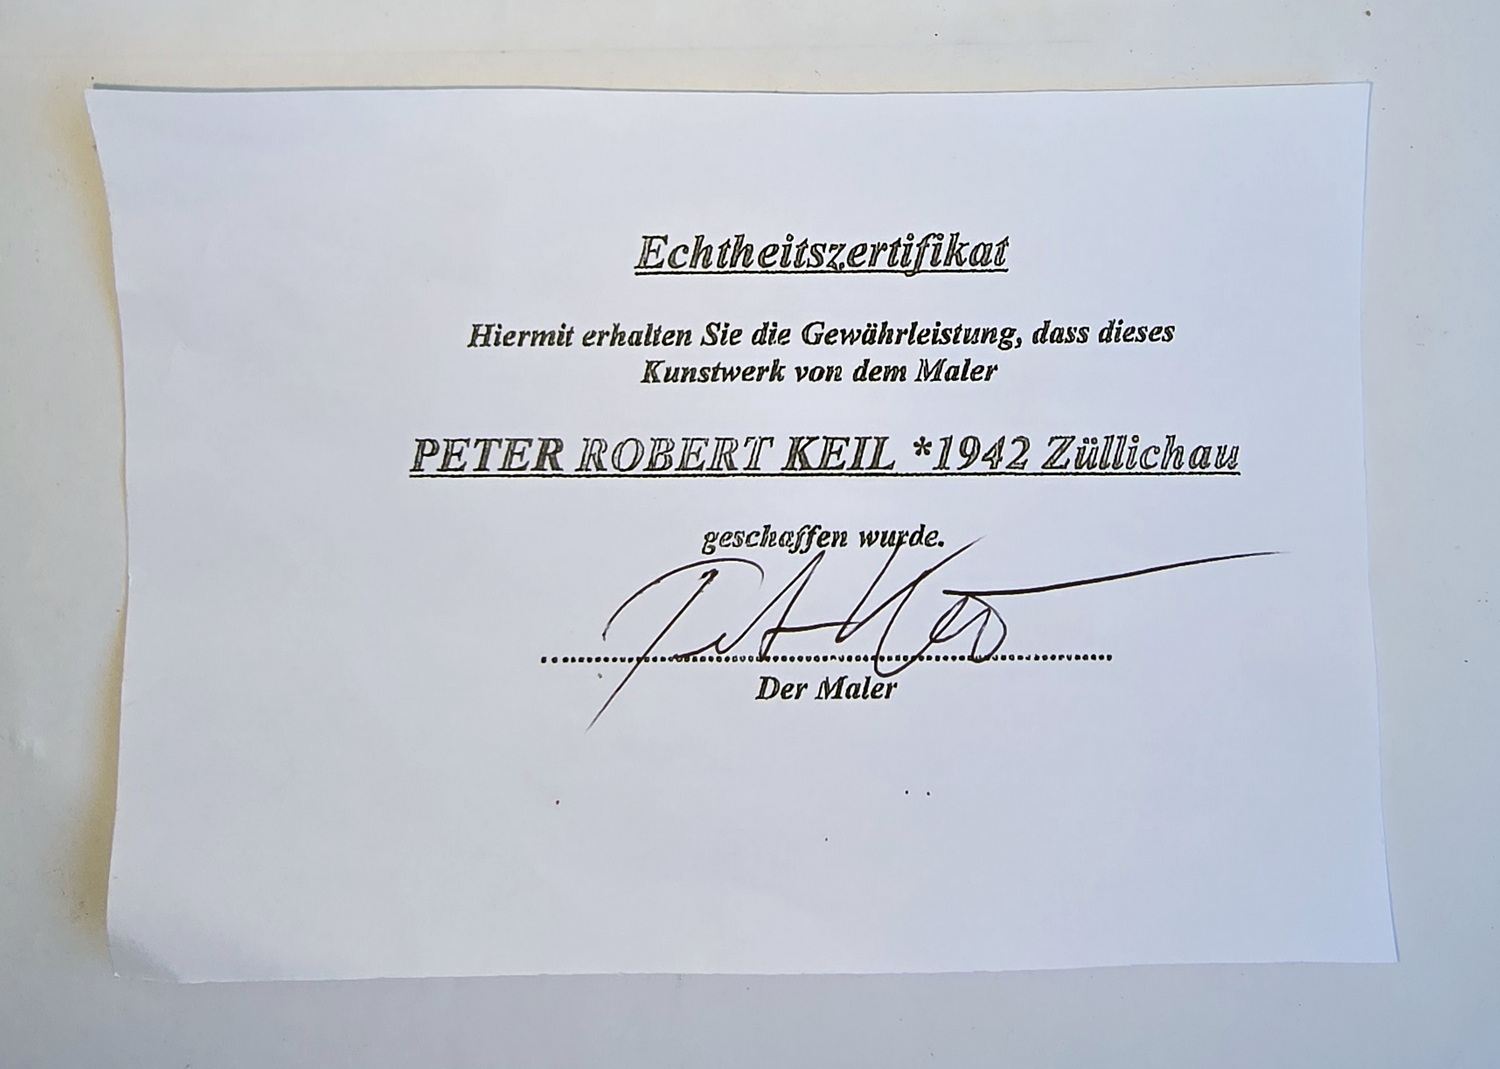 Echtheitszertifikat
Hiermit erhalten Sie die Gewährleistung, dass dieses
Kunstwerk von dem Maler
PETER ROBERT KEIL *1942 Züllichau
geschaffen wurde.
Der Maler